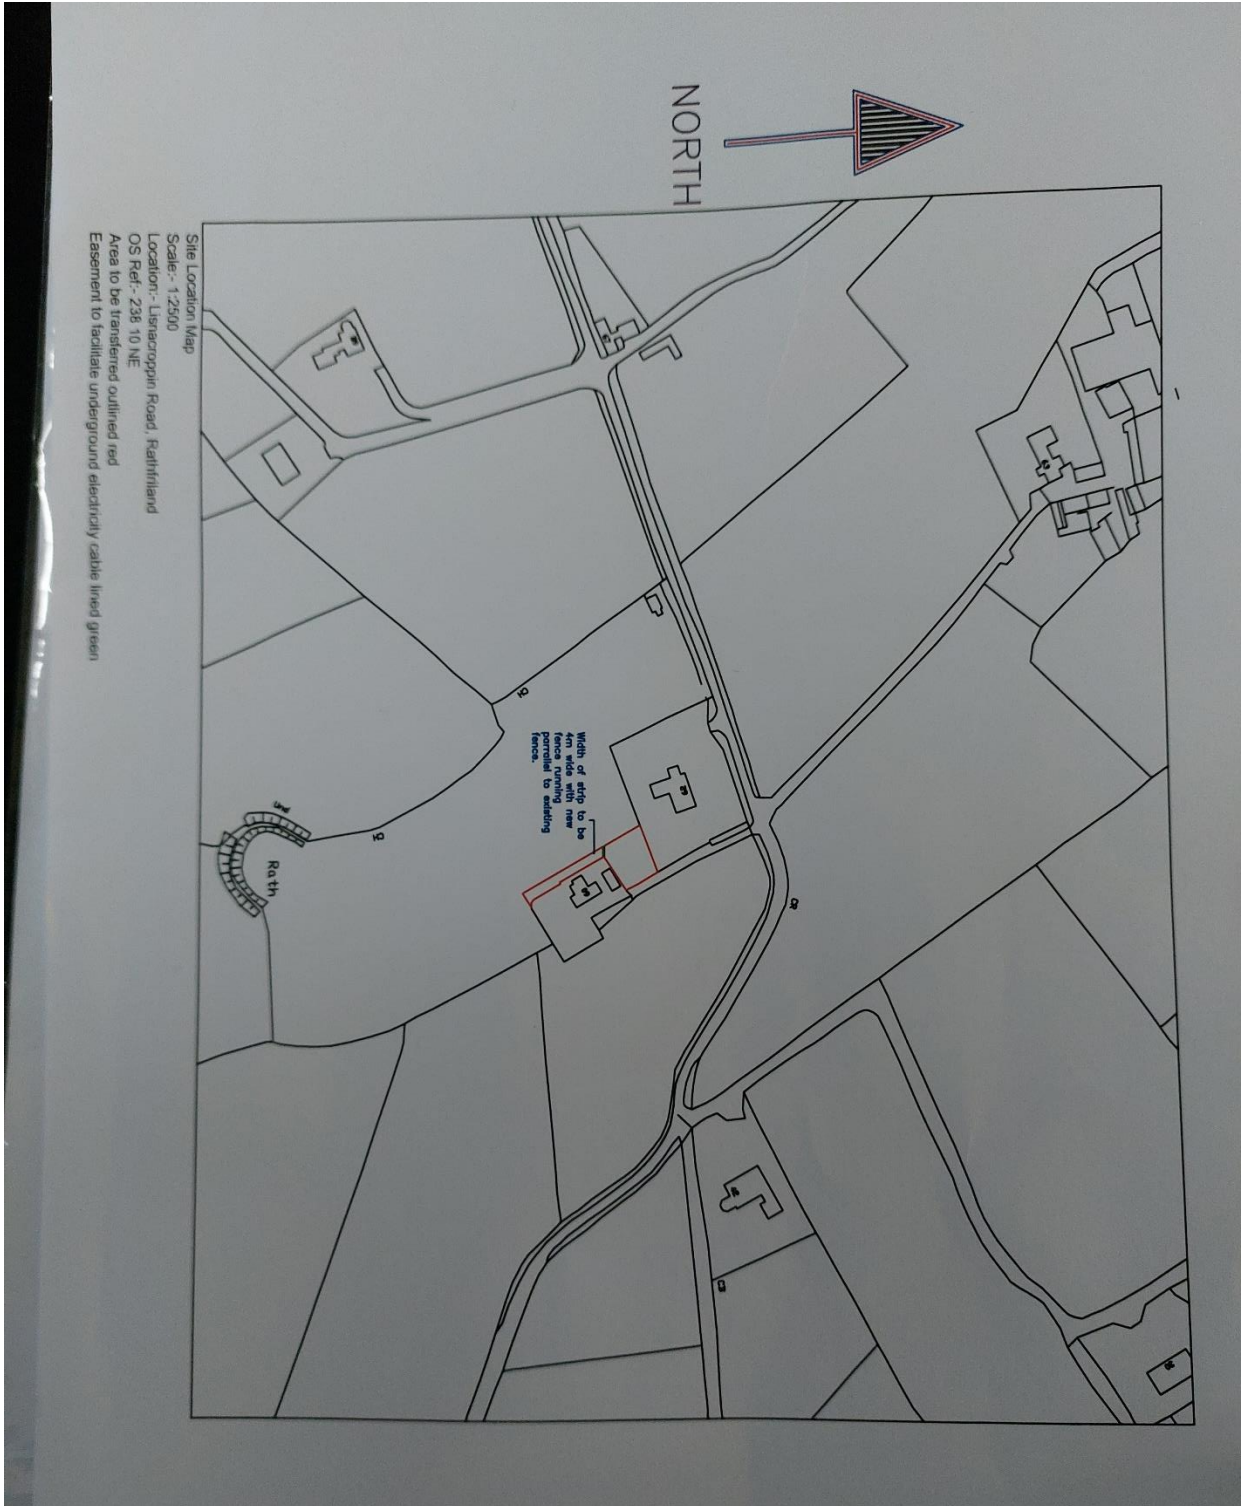 NORTH
Width of strip to be
4m wide with new
fence running
parrallel to existing
fence.
Rath
Und
Site Location Map
Scale:- 1:2500
Location:- Lisnacroppin Road, Rathfriland
OS Ref:- 238 10 NE
Area to be transferred outlined red
Easement to facilitate underground electricity cable lined green